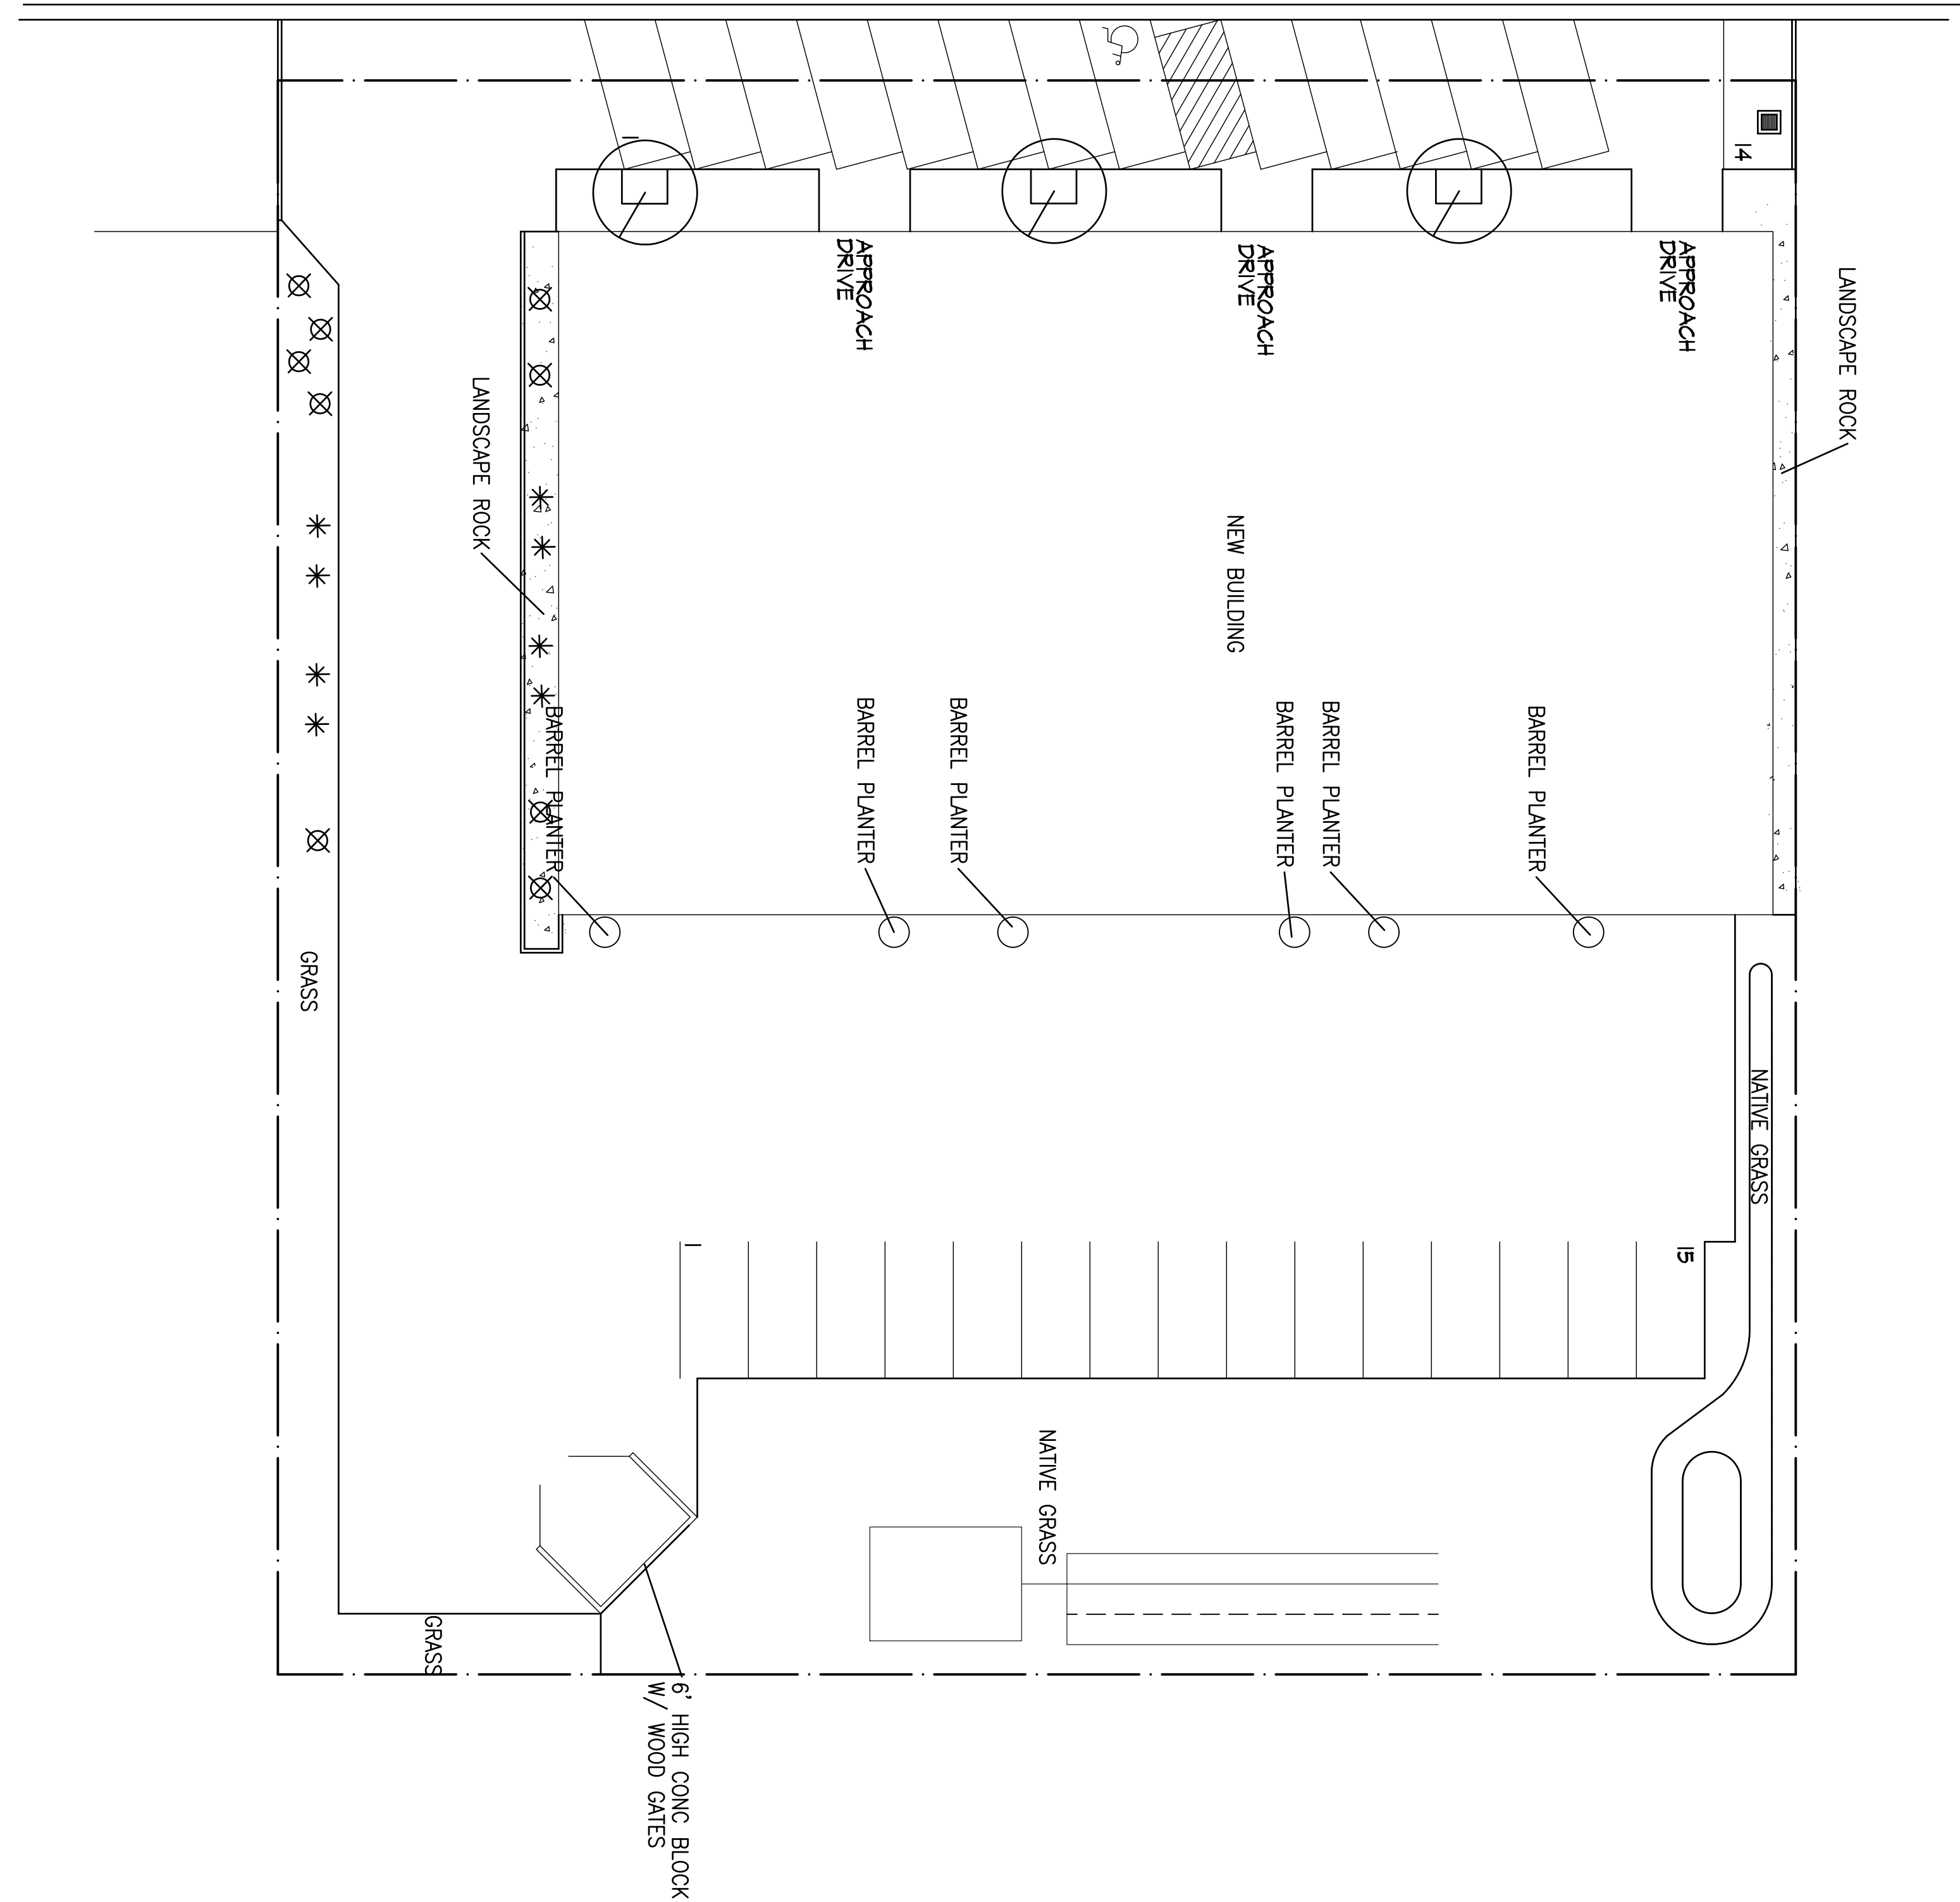 1
14
APPROACH
DRIVE
APPROACH
DRIVE
APPROACH
DRIVE
LANDSCAPE ROCK
LANDSCAPE ROCK
NEW BUILDING
BARREL PLANTER
BARREL PLANTER
BARREL PLANTER
BARREL PLANTER
BARREL PLANTER
BARREL PLANTER
GRASS
NATIVE GRASS
1
15
NATIVE GRASS
GRASS
6' HIGH CONC BLOCK
W/ WOOD GATES